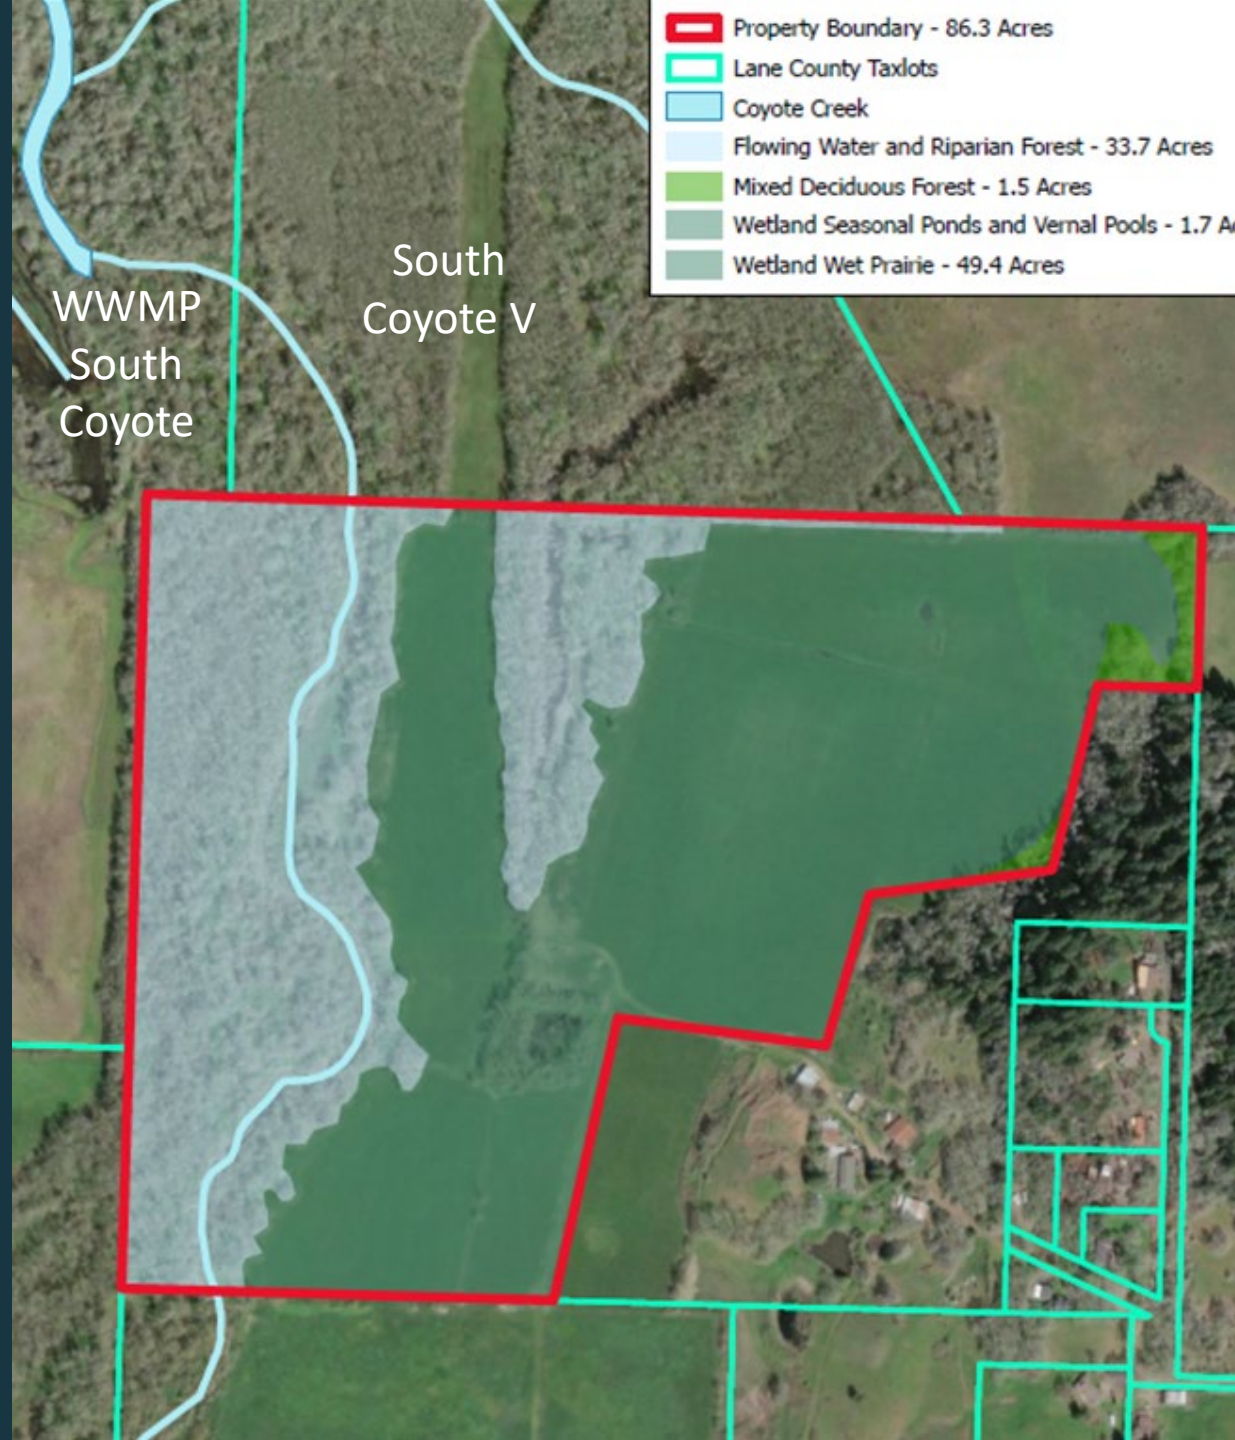 Property Boundary - 86.3 Acres
Lane County Taxlots
Coyote Creek
Flowing Water and Riparian Forest - 33.7 Acres
Mixed Deciduous Forest - 1.5 Acres
Wetland Seasonal Ponds and Vernal Pools - 1.7 A
Wetland Wet Prairie - 49.4 Acres
South
Coyote V
WWMP
South
Coyote